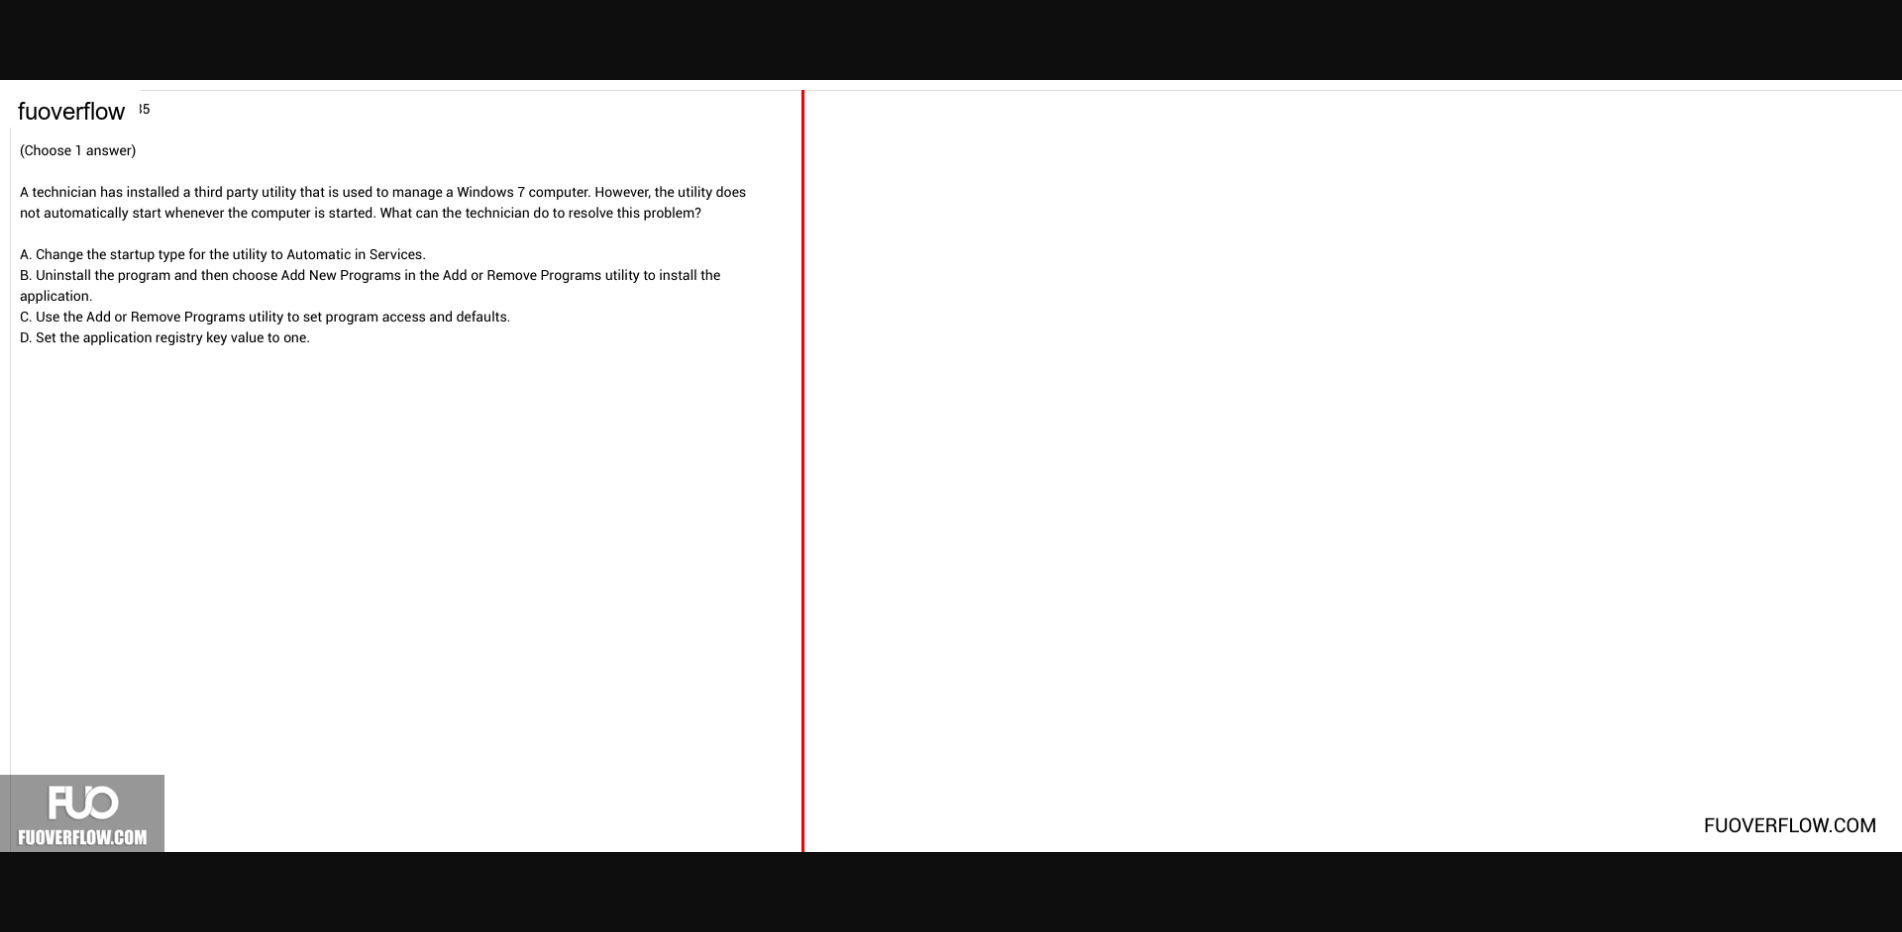 fuoverflow 35
(Choose 1 answer)
A technician has installed a third party utility that is used to manage a Windows 7 computer. However, the utility does
not automatically start whenever the computer is started. What can the technician do to resolve this problem?
A. Change the startup type for the utility to Automatic in Services.
B. Uninstall the program and then choose Add New Programs in the Add or Remove Programs utility to install the
application.
C. Use the Add or Remove Programs utility to set program access and defaults.
D. Set the application registry key value to one.
FUO
FUOVERFLOW.COM
FUOVERFLOW.COM